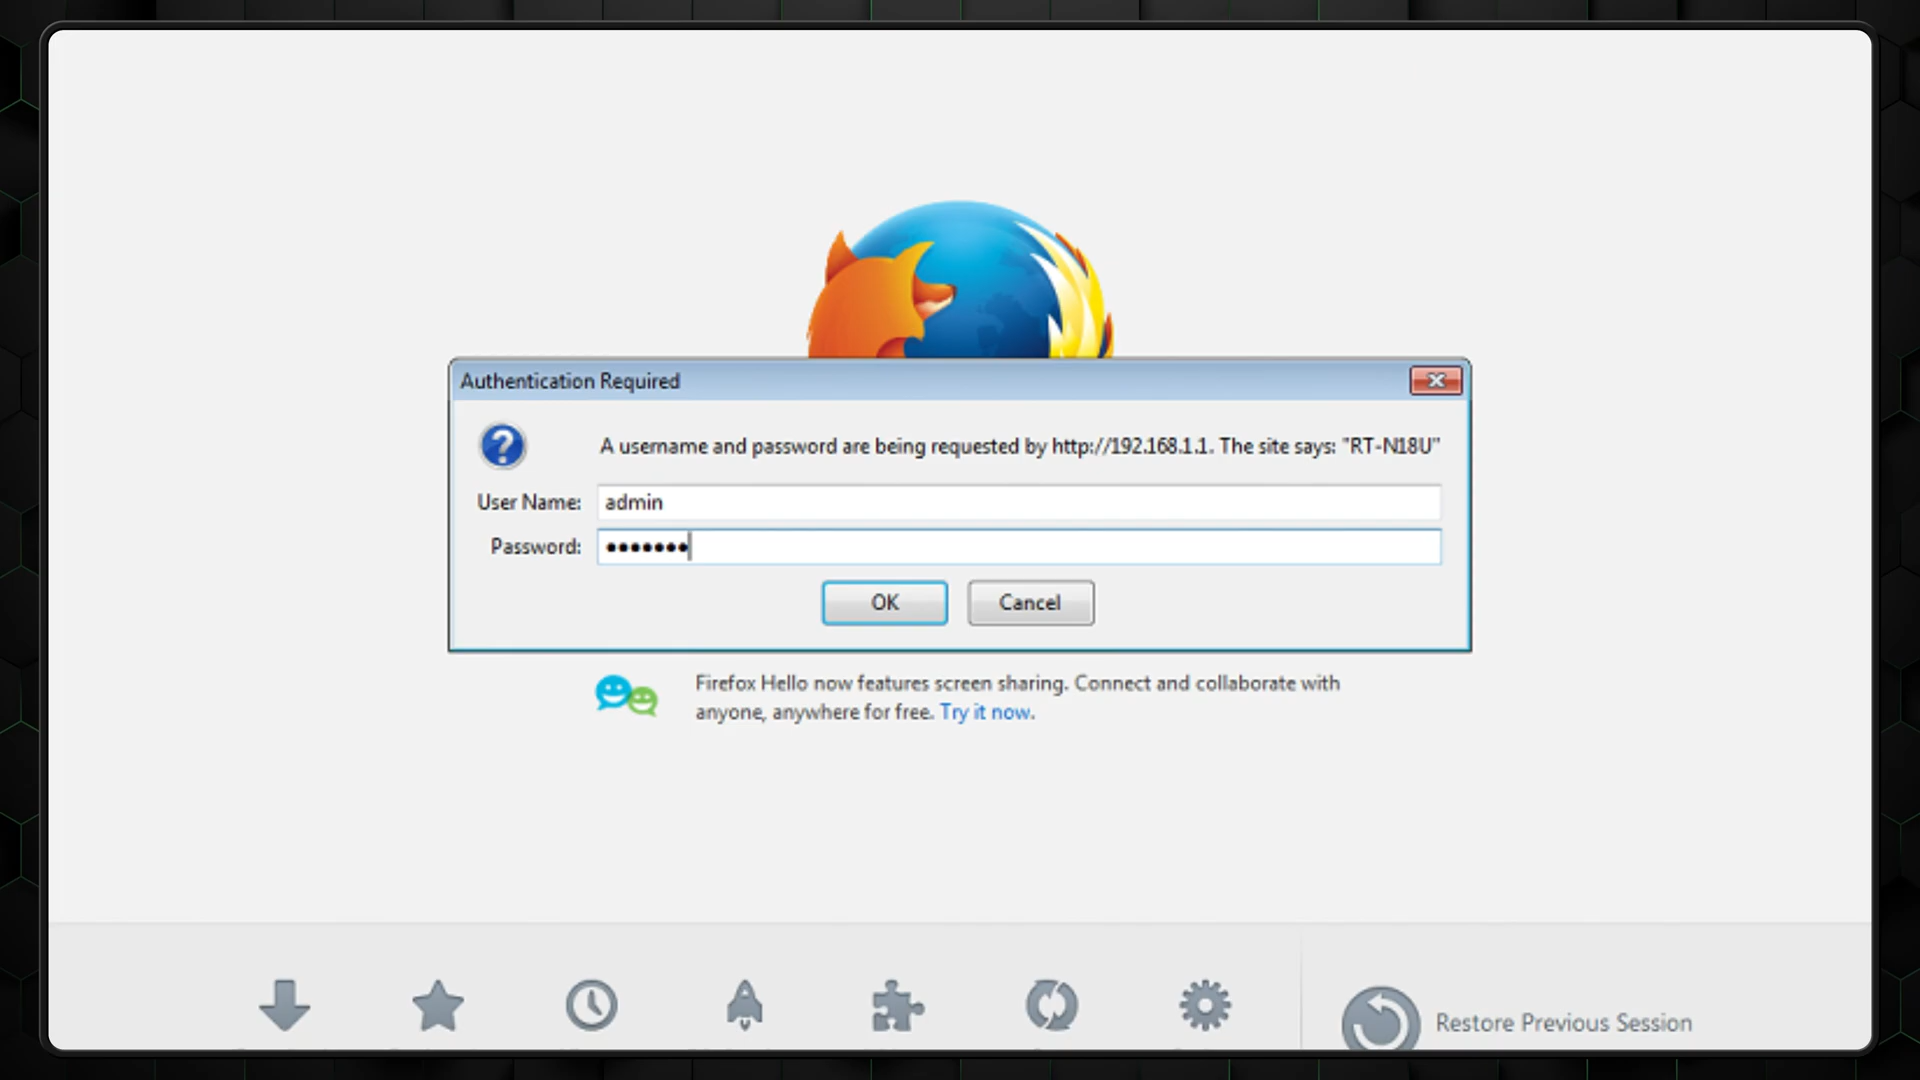 Authentication Required
A username and password are being requested by http://192.168.1.1. The site says: "RT-N18U"
User Name: admin
Password: •••••••
OK Cancel
Firefox Hello now features screen sharing. Connect and collaborate with
anyone, anywhere for free. Try it now.
Restore Previous Session